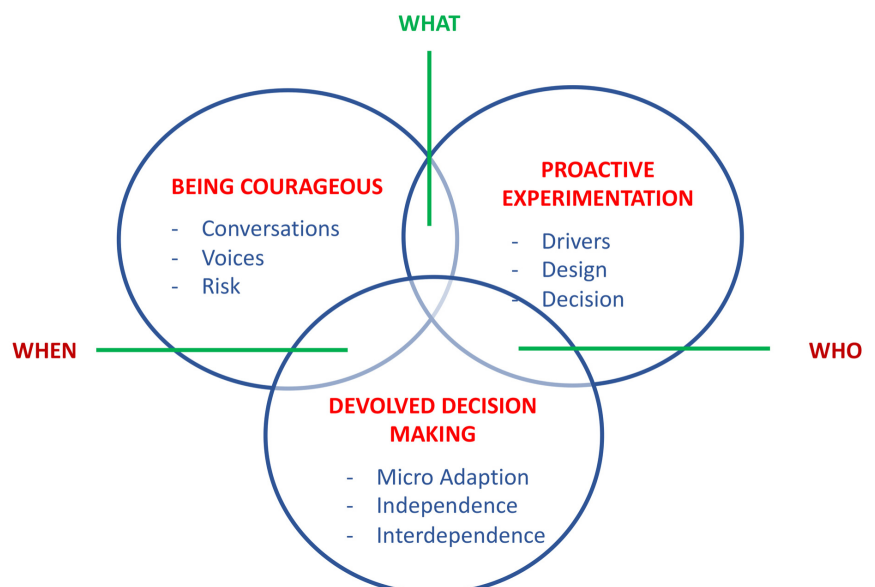 WHAT
BEING COURAGEOUS
- Conversations
- Voices
- Risk
PROACTIVE
EXPERIMENTATION
- Drivers
- Design
- Decision
WHEN
WHO
DEVOLVED DECISION
MAKING
- Micro Adaption
- Independence
- Interdependence